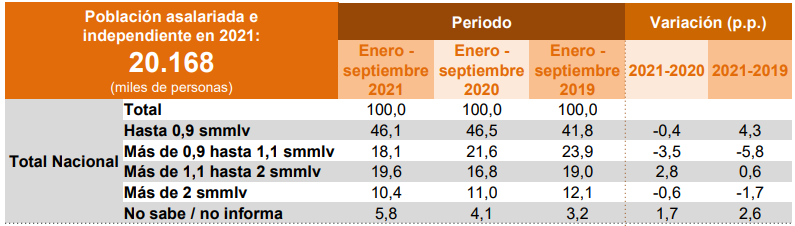 Población asalariada e
independiente en 2021:
20.168
(miles de personas)
Periodo
Variación (p.p.)
Enero -
septiembre
2021
Enero -
septiembre
2020
Enero -
septiembre
2019
2021-2020
2021-2019
Total Nacional
Total 100,0 100,0 100,0
Hasta 0,9 smmlv 46,1 46,5 41,8 -0,4 4,3
Más de 0,9 hasta 1,1 smmlv 18,1 21,6 23,9 -3,5 -5,8
Más de 1,1 hasta 2 smmlv 19,6 16,8 19,0 2,8 0,6
Más de 2 smmlv 10,4 11,0 12,1 -0,6 -1,7
No sabe / no informa 5,8 4,1 3,2 1,7 2,6